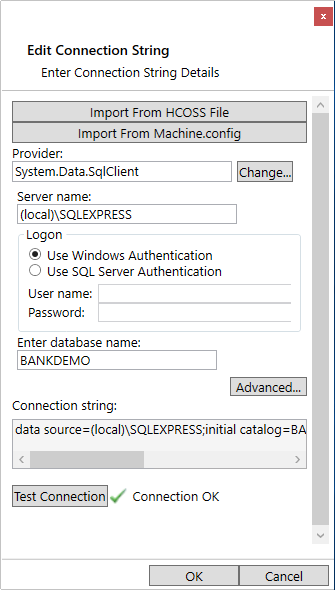 Edit Connection String
Enter Connection String Details
Import From HCOSS File
Import From Machine.config
Provider:
System.Data.SqlClient
Change...
Server name:
(local)\SQLEXPRESS
Logon
Use Windows Authentication
Use SQL Server Authentication
User name:
Password:
Enter database name:
BANKDEMO
Advanced...
Connection string:
data source=(local)\SQLEXPRESS;initial catalog=BA
Test Connection Connection OK
OK Cancel